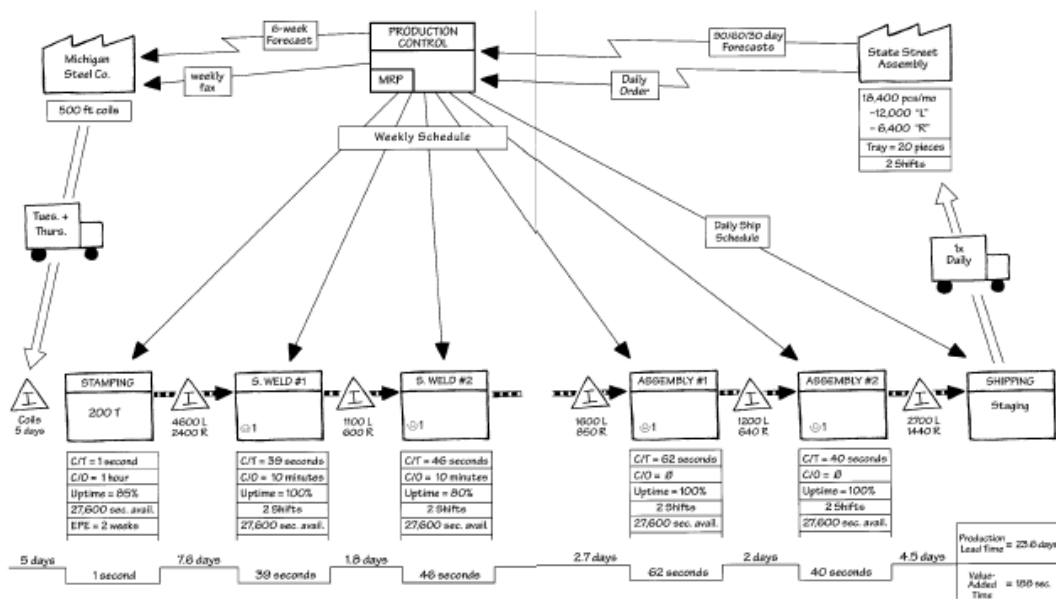 Michigan
Steel Co.
500 ft coils
6-week
Forecast
weekly
fax
PRODUCTION
CONTROL
MRP
90/60/30 day
Forecasts
Daily
Order
State Street
Assembly
18,400 pcs/mo
-12,000 "L"
- 6,400 "R"
Tray = 20 pieces
2 Shifts
Weekly Schedule
Tues. +
Thurs.
Daily Ship
Schedule
1x
Daily
I
Coils
5 days
STAMPING
200 T
I
4600 L
2400 R
S. WELD #1
1
I
1100 L
600 R
S. WELD #2
1
I
1600 L
850 R
ASSEMBLY #1
1
I
1200 L
640 R
ASSEMBLY #2
1
I
2700 L
1440 R
SHIPPING
Staging
C/T = 1 second
C/O = 1 hour
Uptime = 85%
27,600 sec. avail.
EPE = 2 weeks
C/T = 39 seconds
C/O = 10 minutes
Uptime = 100%
2 Shifts
27,600 sec. avail.
C/T = 46 seconds
C/O = 10 minutes
Uptime = 80%
2 Shifts
27,600 sec. avail.
C/T = 62 seconds
C/O = Ø
Uptime = 100%
2 Shifts
27,600 sec. avail.
C/T = 40 seconds
C/O = Ø
Uptime = 100%
2 Shifts
27,600 sec. avail.
5 days
1 second
7.6 days
39 seconds
1.8 days
46 seconds
2.7 days
62 seconds
2 days
40 seconds
4.5 days
Production
Lead Time = 23.6 days
Value-
Added
Time = 188 sec.